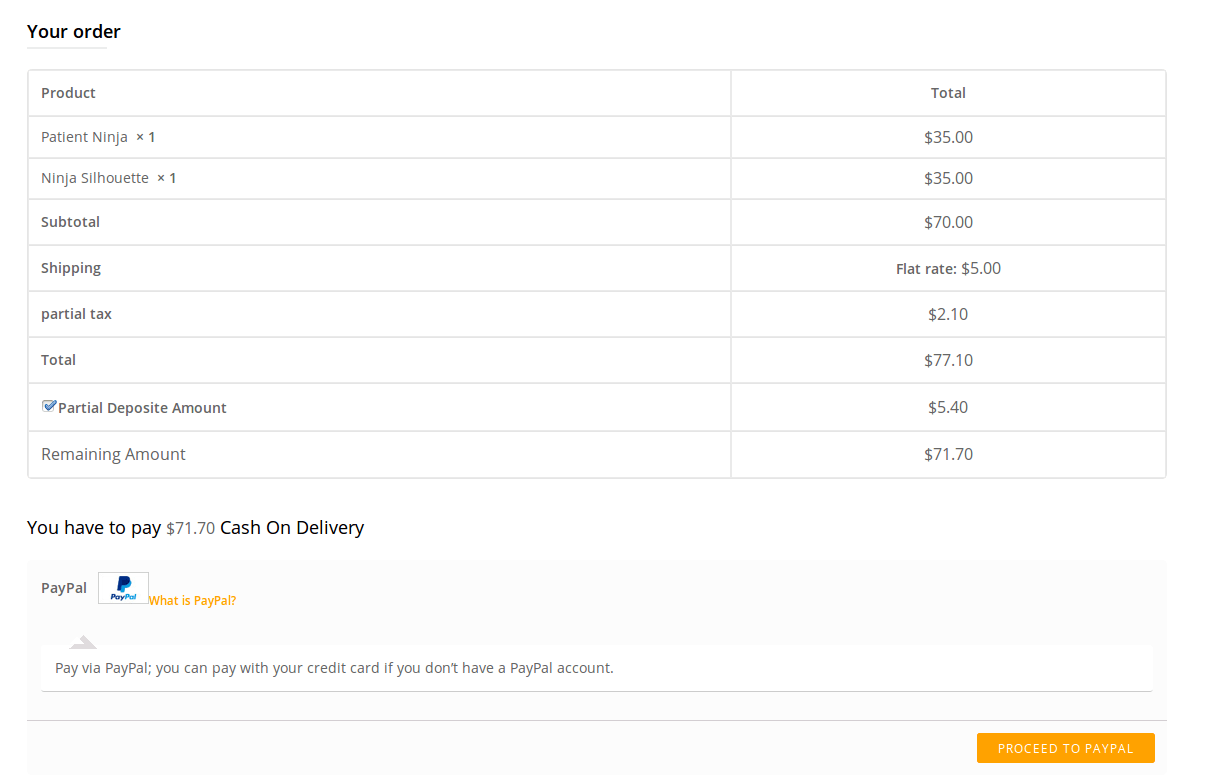 Your order
Product Total
Patient Ninja × 1 $35.00
Ninja Silhouette × 1 $35.00
Subtotal $70.00
Shipping Flat rate: $5.00
partial tax $2.10
Total $77.10
Partial Deposite Amount $5.40
Remaining Amount $71.70
You have to pay $71.70 Cash On Delivery
PayPal PayPal What is PayPal?
Pay via PayPal; you can pay with your credit card if you don’t have a PayPal account.
PROCEED TO PAYPAL